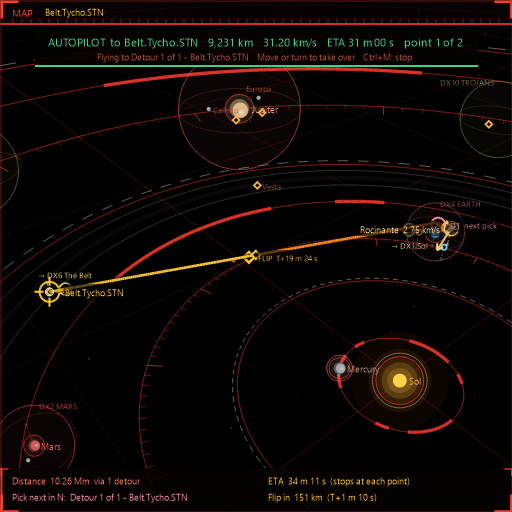 MAP Belt.Tycho.STN
AUTOPILOT to Belt.Tycho.STN 9,231 km 31.20 km/s ETA 31 m 00 s point 1 of 2
Flying to Detour 1 of 1 - Belt.Tycho.STN Move or turn to take over Ctrl+M: stop
DX10 TROJANS
Europa
Jupiter
Vesta
DX4 EARTH
Rocinante 2.75 km/s
next pick
→ DX1 Sol
FLIP T+19 m 24 s
→ DX6 The Belt
Belt.Tycho.STN
Mercury
Sol
DX2 MARS
Mars
Distance 10.26 Mm via 1 detour
ETA 34 m 11 s (stops at each point)
Pick next in N: Detour 1 of 1 - Belt.Tycho.STN
Flip in 151 km (T+1 m 10 s)